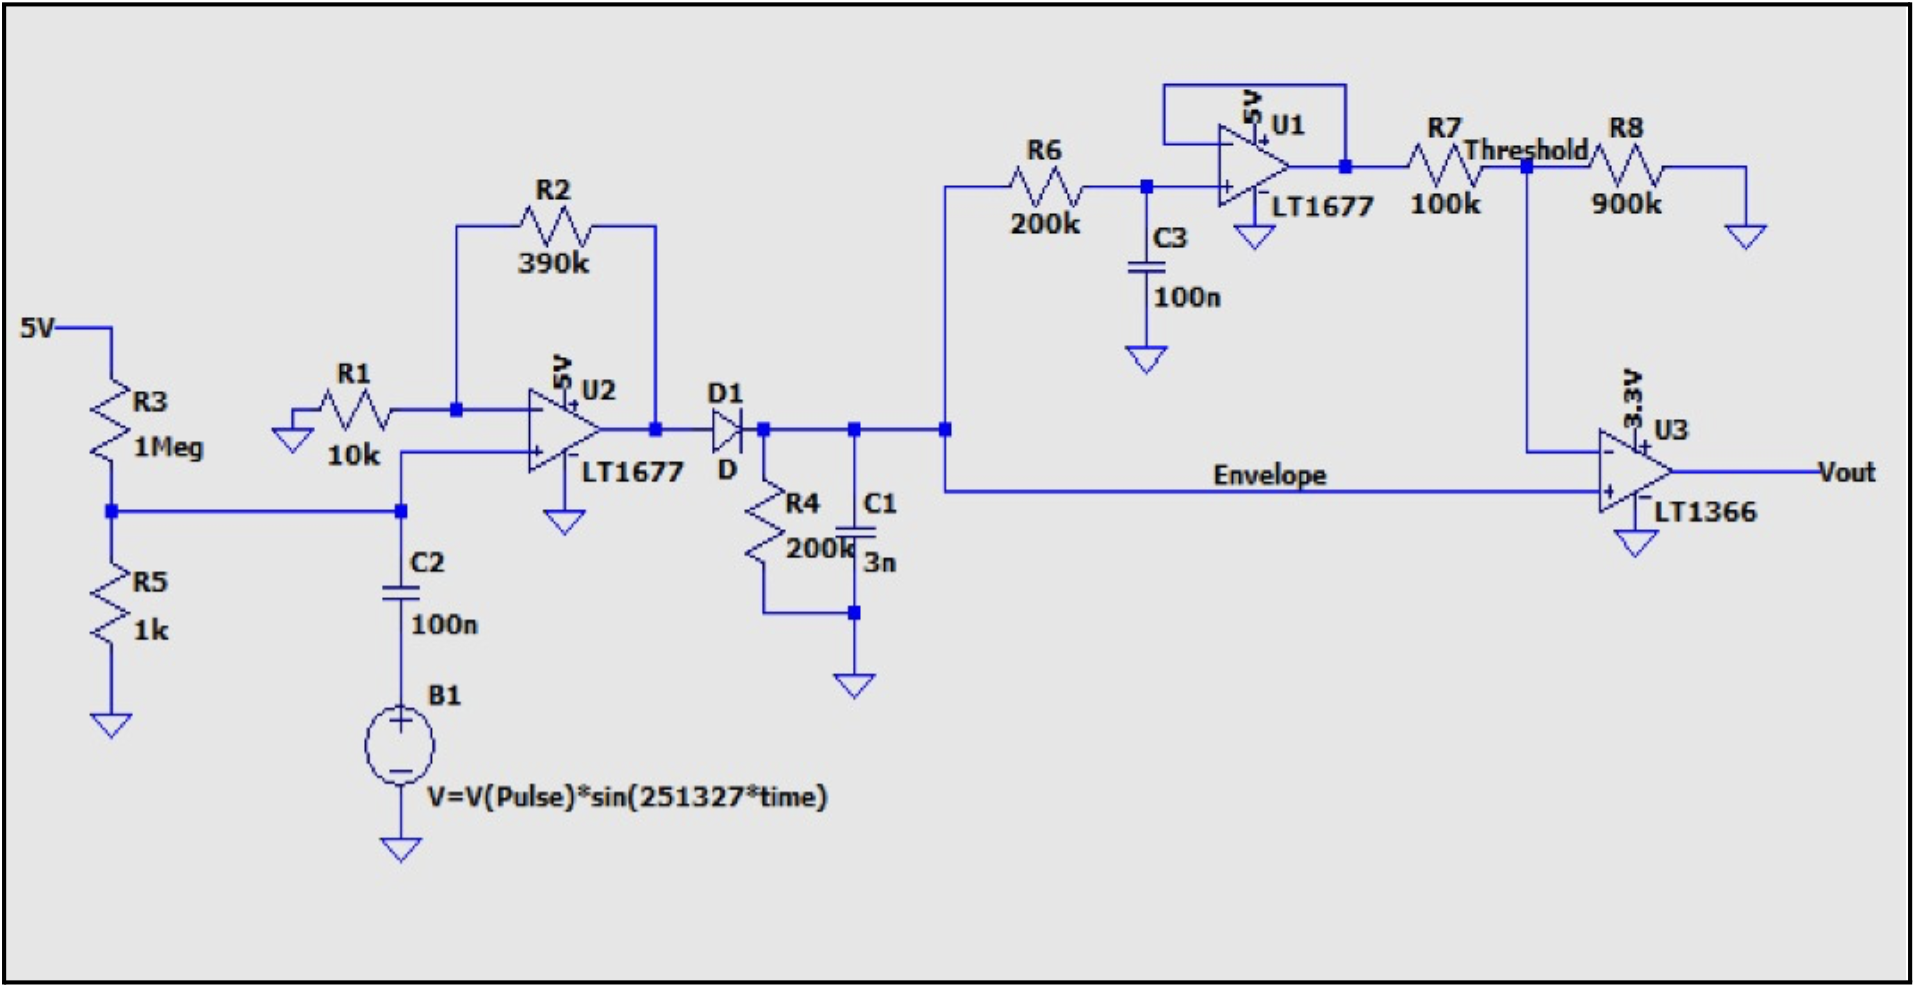 5V
U1
R7
Threshold
R8
R6
LT1677
100k
900k
200k
C3
100n
R2
390k
5V
R3
1Meg
R1
10k
5V
U2
LT1677
D1
D
R4
200k
C1
3n
Envelope
3.3V
U3
LT1366
Vout
R5
1k
C2
100n
B1
V=V(Pulse)*sin(251327*time)